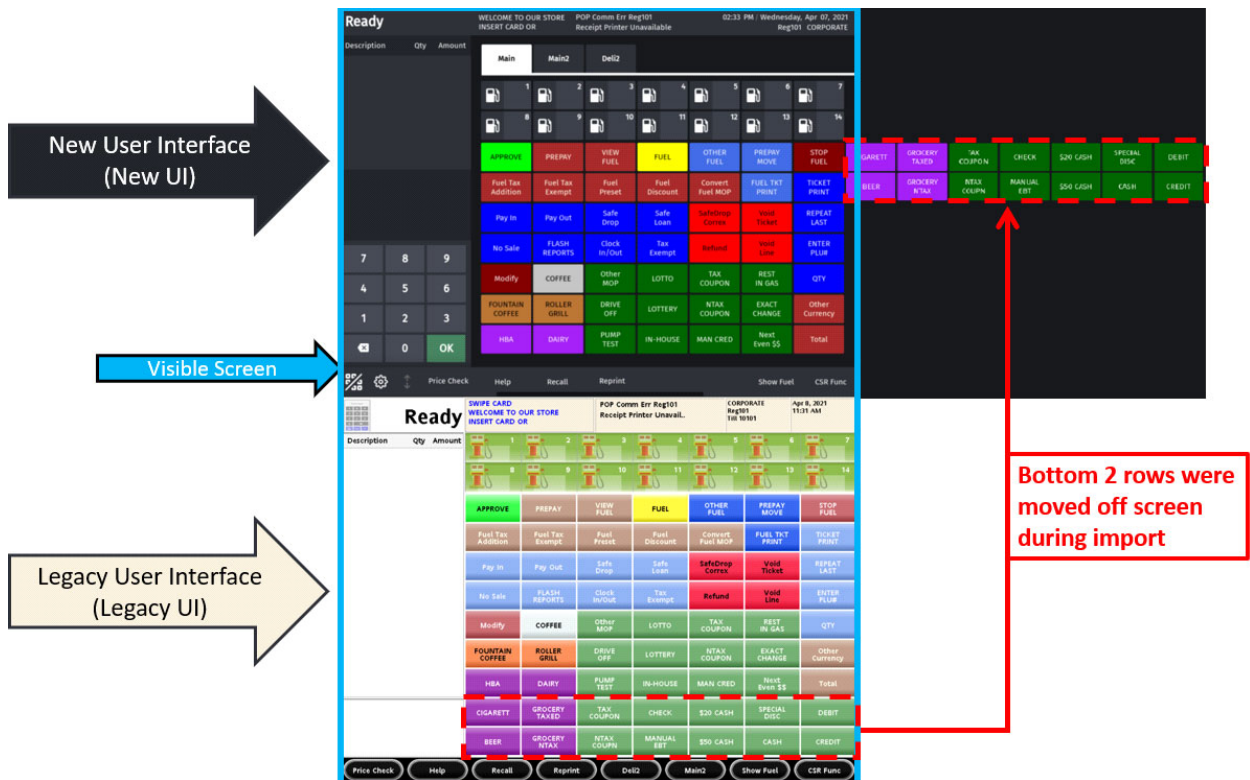 Ready
WELCOME TO OUR STORE
INSERT CARD OR
POP Comm Err Reg101
Receipt Printer Unavailable
02:33 PM / Wednesday, Apr 07, 2021
Reg101 CORPORATE
Description Qty Amount
Main Main2 Deli2
1 2 3 4 5 6 7
8 9 10 11 12 13 14
APPROVE PREPAY VIEW FUEL FUEL OTHER FUEL PREPAY MOVE STOP FUEL
Fuel Tax Addition Fuel Tax Exempt Fuel Preset Fuel Discount Convert Fuel MOP FUEL TKT PRINT TICKET PRINT
Pay In Pay Out Safe Drop Safe Loan SafeDrop Correx Void Ticket REPEAT LAST
No Sale FLASH REPORTS Clock In/Out Tax Exempt Refund Void Line ENTER PLU#
Modify COFFEE Other MOP LOTTO TAX COUPON REST IN GAS QTY
FOUNTAIN COFFEE ROLLER GRILL DRIVE OFF LOTTERY NTAX COUPON EXACT CHANGE Other Currency
HBA DAIRY PUMP TEST IN-HOUSE MAN CRED Next Even $$ Total
7 8 9
4 5 6
1 2 3
0 OK
Price Check Help Recall Reprint Show Fuel CSR Func
GARETT GROCERY TAXED TAX COUPON CHECK $20 CASH SPECIAL DISC DEBIT
BEER GROCERY NTAX NTAX COUPN MANUAL EBT $50 CASH CASH CREDIT
New User Interface
(New UI)
Visible Screen
Legacy User Interface
(Legacy UI)
Bottom 2 rows were
moved off screen
during import
Ready
SWIPE CARD
WELCOME TO OUR STORE
INSERT CARD OR
POP Comm Err Reg101
Receipt Printer Unavail..
CORPORATE
Reg101
Till 10101
Apr 8, 2021
11:31 AM
Description Qty Amount
1 2 3 4 5 6 7
8 9 10 11 12 13 14
APPROVE PREPAY VIEW FUEL FUEL OTHER FUEL PREPAY MOVE STOP FUEL
Fuel Tax Addition Fuel Tax Exempt Fuel Preset Fuel Discount Convert Fuel MOP FUEL TKT PRINT TICKET PRINT
Pay In Pay Out Safe Drop Safe Loan SafeDrop Correx Void Ticket REPEAT LAST
No Sale FLASH REPORTS Clock In/Out Tax Exempt Refund Void Line ENTER PLU#
Modify COFFEE Other MOP LOTTO TAX COUPON REST IN GAS QTY
FOUNTAIN COFFEE ROLLER GRILL DRIVE OFF LOTTERY NTAX COUPON EXACT CHANGE Other Currency
HBA DAIRY PUMP TEST IN-HOUSE MAN CRED Next Even $$ Total
CIGARETT GROCERY TAXED TAX COUPON CHECK $20 CASH SPECIAL DISC DEBIT
BEER GROCERY NTAX NTAX COUPN MANUAL EBT $50 CASH CASH CREDIT
Price Check Help Recall Reprint Deli2 Main2 Show Fuel CSR Func